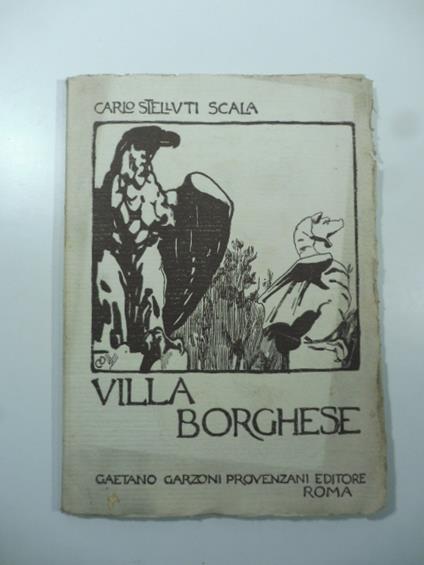 CARLO STELLUTI SCALA
VILLA
BORGHESE
GAETANO GARZONI PROVENZANI EDITORE
ROMA